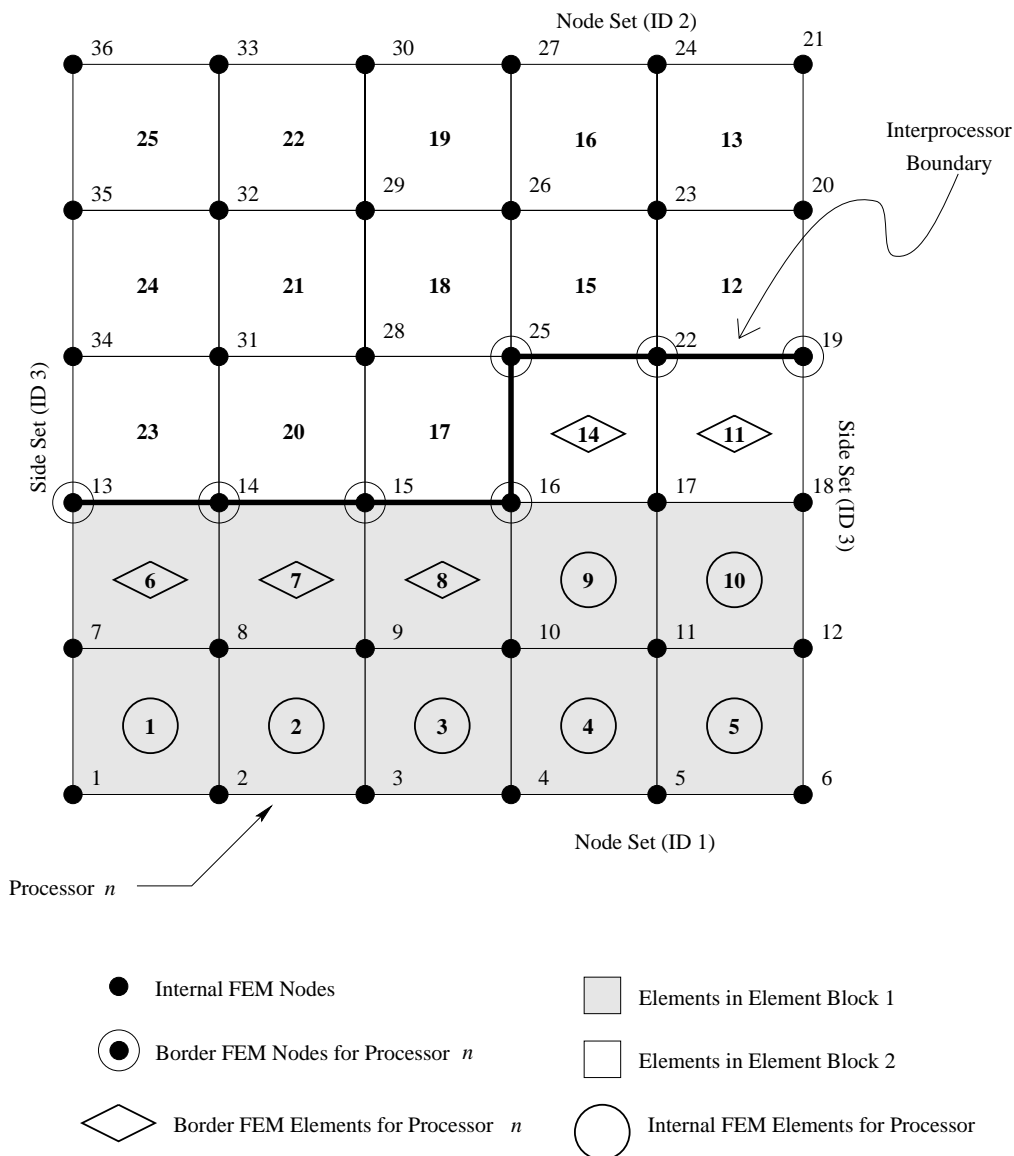 Node Set (ID 2)
36 33 30 27 24 21
25 22 19 16 13
Interprocessor
Boundary
35 32 29 26 23 20
24 21 18 15 12
34 31 28 25 22 19
Side Set (ID 3)
23 20 17 14 11
Side Set (ID 3)
13 14 15 16 17 18
6 7 8 9 10
7 8 9 10 11 12
1 2 3 4 5
1 2 3 4 5 6
Node Set (ID 1)
Processor n
Internal FEM Nodes
Elements in Element Block 1
Border FEM Nodes for Processor n
Elements in Element Block 2
Border FEM Elements for Processor n
Internal FEM Elements for Processor